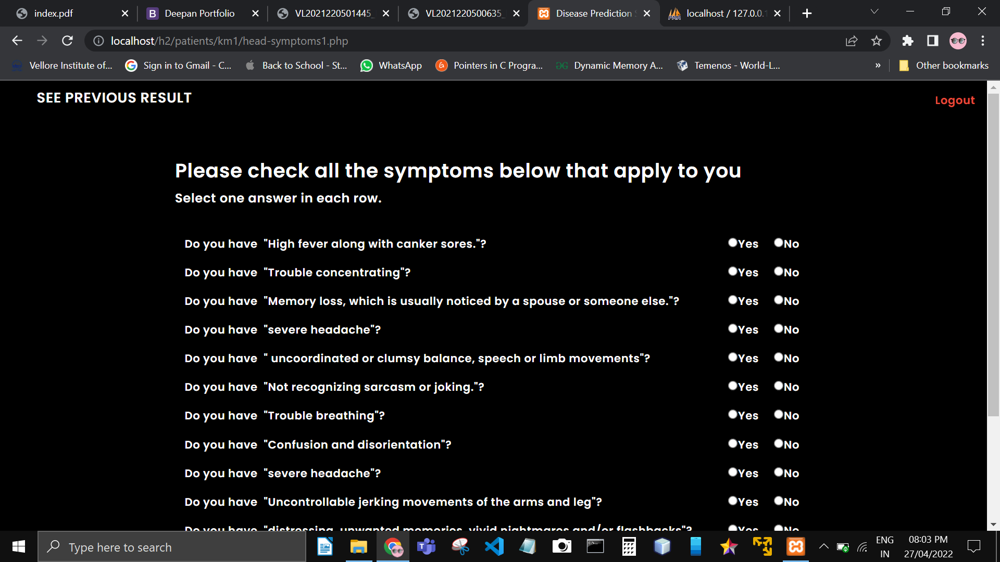 index.pdf
Deepan Portfolio
VL2021220501445_
VL2021220500635_
Disease Prediction S
localhost / 127.0.0.1
localhost/h2/patients/km1/head-symptoms1.php
Vellore Institute of...
Sign in to Gmail - C...
Back to School - St...
WhatsApp
Pointers in C Progra...
Dynamic Memory A...
Temenos - World-L...
»
Other bookmarks
SEE PREVIOUS RESULT
Logout
Please check all the symptoms below that apply to you
Select one answer in each row.
Do you have "High fever along with canker sores."? Yes No
Do you have "Trouble concentrating"? Yes No
Do you have "Memory loss, which is usually noticed by a spouse or someone else."? Yes No
Do you have "severe headache"? Yes No
Do you have " uncoordinated or clumsy balance, speech or limb movements"? Yes No
Do you have "Not recognizing sarcasm or joking."? Yes No
Do you have "Trouble breathing"? Yes No
Do you have "Confusion and disorientation"? Yes No
Do you have "severe headache"? Yes No
Do you have "Uncontrollable jerking movements of the arms and leg"? Yes No
Do you have "distressing, unwanted memories, vivid nightmares and/or flashbacks"? Yes No
Type here to search
ENG
IN
08:03 PM
27/04/2022